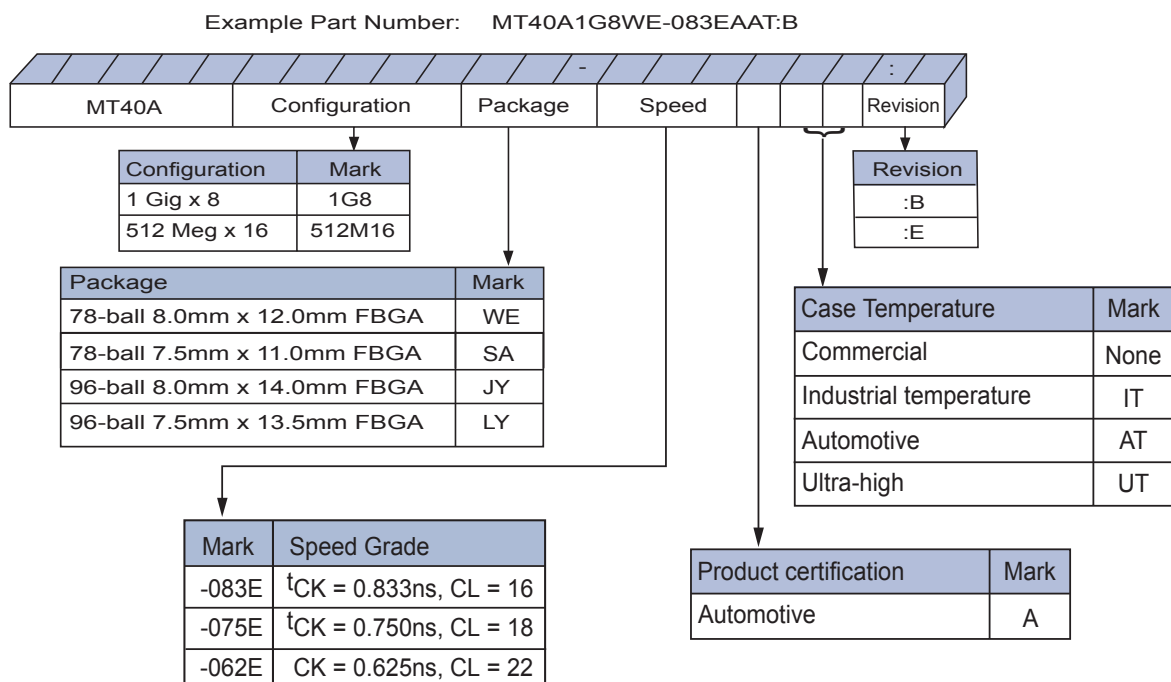 Example Part Number: MT40A1G8WE-083EAAT:B
- :
MT40A Configuration Package Speed Revision
Configuration Mark
1 Gig x 8 1G8
512 Meg x 16 512M16
Revision
:B
:E
Package Mark
78-ball 8.0mm x 12.0mm FBGA WE
78-ball 7.5mm x 11.0mm FBGA SA
96-ball 8.0mm x 14.0mm FBGA JY
96-ball 7.5mm x 13.5mm FBGA LY
Case Temperature Mark
Commercial None
Industrial temperature IT
Automotive AT
Ultra-high UT
Mark Speed Grade
-083E tCK = 0.833ns, CL = 16
-075E tCK = 0.750ns, CL = 18
-062E CK = 0.625ns, CL = 22
Product certification Mark
Automotive A